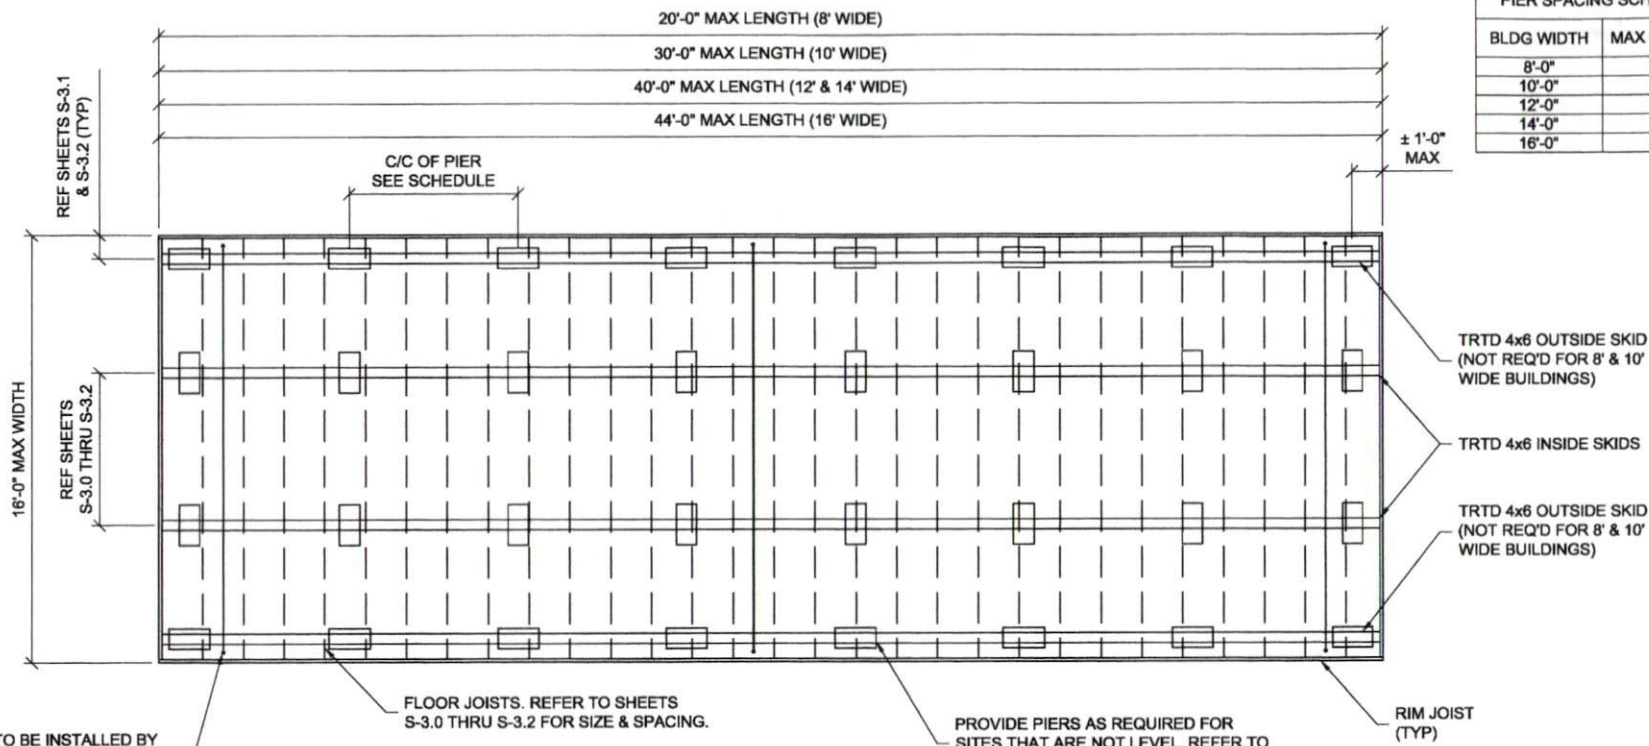 20'-0" MAX LENGTH (8' WIDE)
30'-0" MAX LENGTH (10' WIDE)
40'-0" MAX LENGTH (12' & 14' WIDE)
44'-0" MAX LENGTH (16' WIDE)
PIER SPACING
BLDG WIDTH MAX
8'-0"
10'-0"
12'-0"
14'-0"
16'-0"
REF SHEETS S-3.1
& S-3.2 (TYP)
C/C OF PIER
SEE SCHEDULE
± 1'-0"
MAX
16'-0" MAX WIDTH
REF SHEETS
S-3.0 THRU S-3.2
TRTD 4x6 OUTSIDE SKID
(NOT REQ'D FOR 8' & 10'
WIDE BUILDINGS)
TRTD 4x6 INSIDE SKIDS
TRTD 4x6 OUTSIDE SKID
(NOT REQ'D FOR 8' & 10'
WIDE BUILDINGS)
FLOOR JOISTS. REFER TO SHEETS
S-3.0 THRU S-3.2 FOR SIZE & SPACING.
TO BE INSTALLED BY
PROVIDE PIERS AS REQUIRED FOR
SITES THAT ARE NOT LEVEL. REFER TO
RIM JOIST
(TYP)